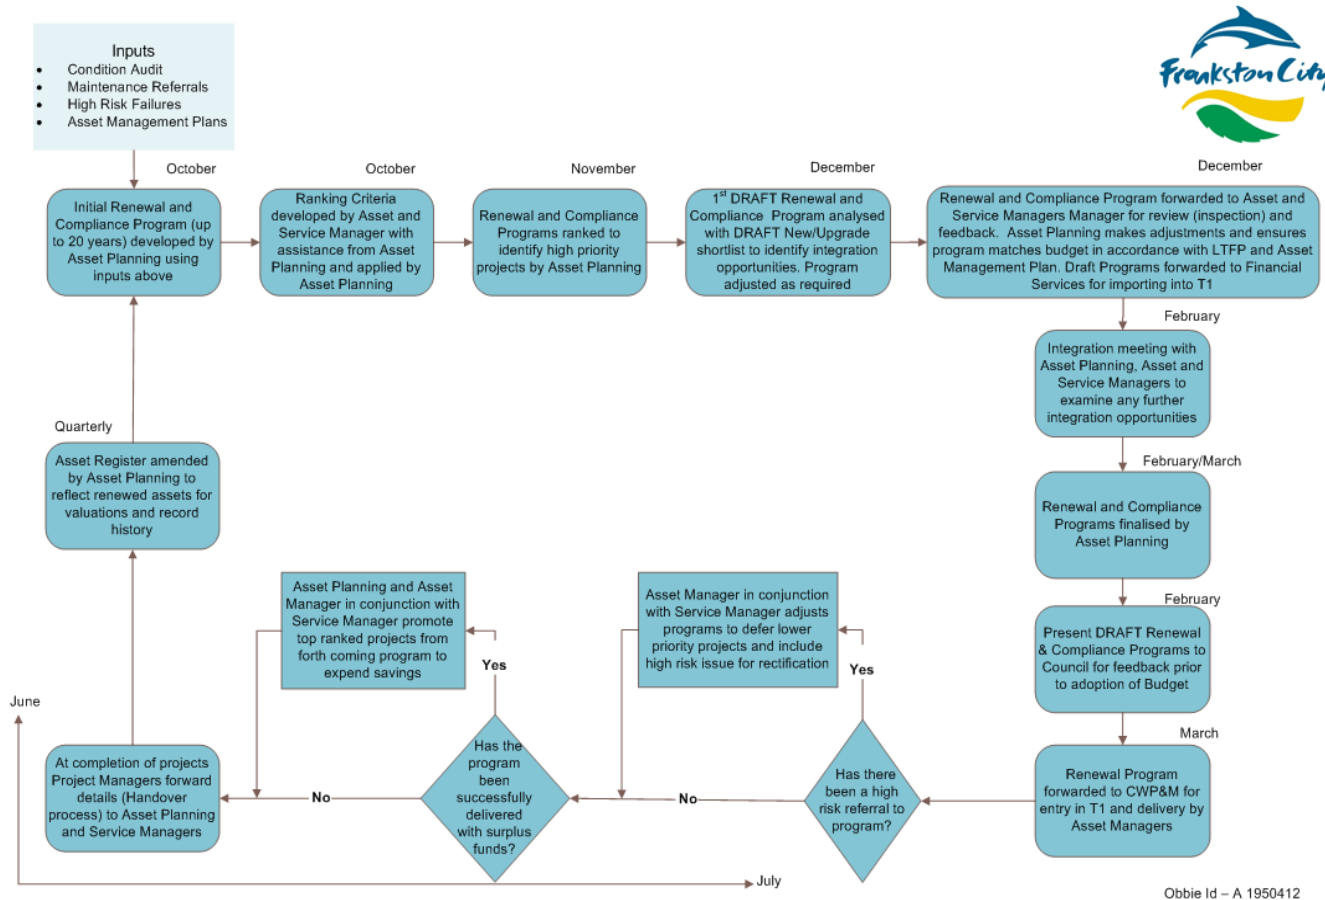 Inputs
• Condition Audit
• Maintenance Referrals
• High Risk Failures
• Asset Management Plans
Frankston City
October
October
November
December
December
Initial Renewal and
Compliance Program (up
to 20 years) developed by
Asset Planning using
inputs above
Ranking Criteria
developed by Asset and
Service Manager with
assistance from Asset
Planning and applied by
Asset Planning
Renewal and Compliance
Programs ranked to
identify high priority
projects by Asset Planning
1st DRAFT Renewal and
Compliance Program analysed
with DRAFT New/Upgrade
shortlist to identify integration
opportunities. Program
adjusted as required
Renewal and Compliance Program forwarded to Asset and
Service Managers Manager for review (inspection) and
feedback. Asset Planning makes adjustments and ensures
program matches budget in accordance with LTFP and Asset
Management Plan. Draft Programs forwarded to Financial
Services for importing into T1
February
Integration meeting with
Asset Planning, Asset and
Service Managers to
examine any further
integration opportunities
February/March
Renewal and Compliance
Programs finalised by
Asset Planning
February
Present DRAFT Renewal
& Compliance Programs to
Council for feedback prior
to adoption of Budget
March
Renewal Program
forwarded to CWP&M for
entry in T1 and delivery by
Asset Managers
Has there
been a high
risk referral to
program?
Yes
No
Asset Manager in conjunction
with Service Manager adjusts
programs to defer lower
priority projects and include
high risk issue for rectification
Has the
program
been
successfully
delivered
with surplus
funds?
Yes
No
Asset Planning and Asset
Manager in conjunction with
Service Manager promote
top ranked projects from
forth coming program to
expend savings
At completion of projects
Project Managers forward
details (Handover
process) to Asset Planning
and Service Managers
Quarterly
Asset Register amended
by Asset Planning to
reflect renewed assets for
valuations and record
history
June
July
Objbie Id – A 1950412